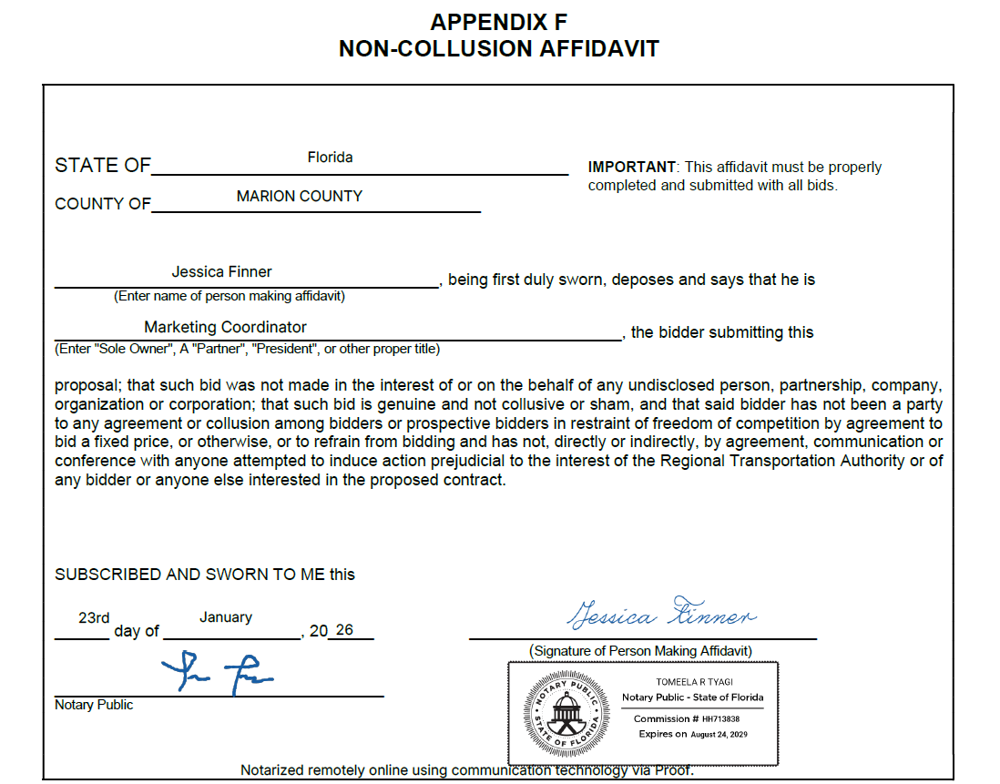 APPENDIX F
NON-COLLUSION AFFIDAVIT
STATE OF Florida
IMPORTANT: This affidavit must be properly
completed and submitted with all bids.
COUNTY OF MARION COUNTY
Jessica Finner, being first duly sworn, deposes and says that he is
(Enter name of person making affidavit)
Marketing Coordinator, the bidder submitting this
(Enter "Sole Owner", A "Partner", "President", or other proper title)
proposal; that such bid was not made in the interest of or on the behalf of any undisclosed person, partnership, company,
organization or corporation; that such bid is genuine and not collusive or sham, and that said bidder has not been a party
to any agreement or collusion among bidders or prospective bidders in restraint of freedom of competition by agreement to
bid a fixed price, or otherwise, or to refrain from bidding and has not, directly or indirectly, by agreement, communication or
conference with anyone attempted to induce action prejudicial to the interest of the Regional Transportation Authority or of
any bidder or anyone else interested in the proposed contract.
SUBSCRIBED AND SWORN TO ME this
23rd day of January, 20 26
Jessica Finner
(Signature of Person Making Affidavit)
Notary Public
NOTARY PUBLIC
STATE OF FLORIDA
TOMEELA R TYAGI
Notary Public - State of Florida
Commission # HH713838
Expires on August 24, 2029
Notarized remotely online using communication technology via Proof.